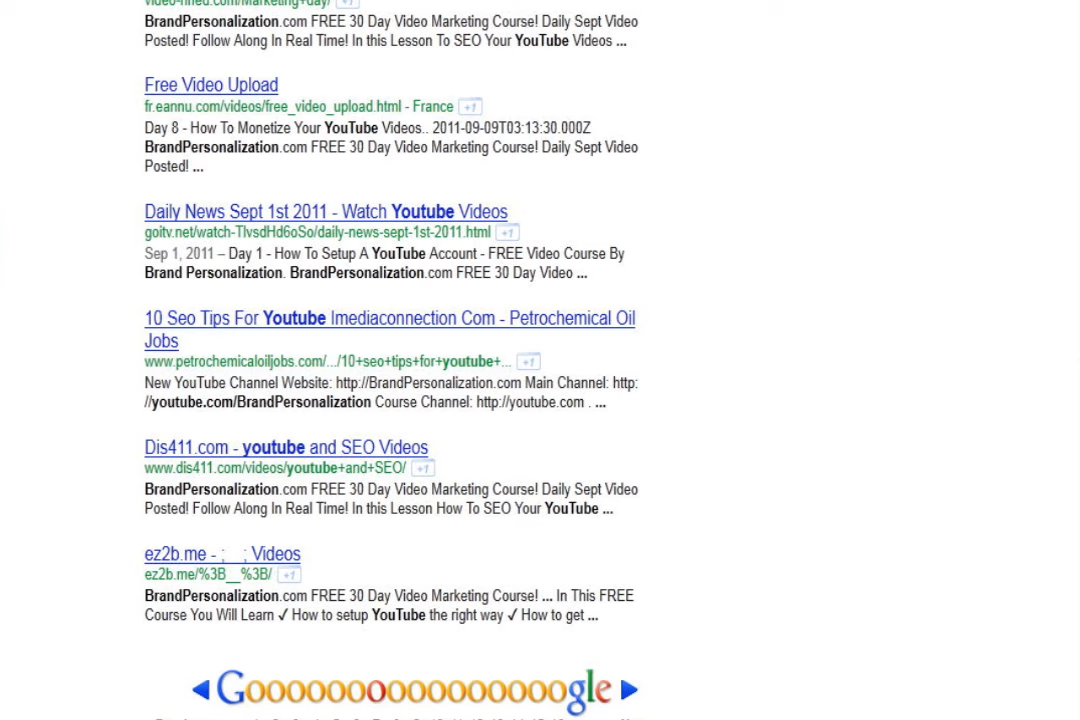 BrandPersonalization.com FREE 30 Day Video Marketing Course! Daily Sept Video
Posted! Follow Along In Real Time! In this Lesson To SEO Your YouTube Videos ...
Free Video Upload
fr.eannu.com/videos/free_video_upload.html - France +1
Day 8 - How To Monetize Your YouTube Videos.. 2011-09-09T03:13:30.000Z
BrandPersonalization.com FREE 30 Day Video Marketing Course! Daily Sept Video
Posted! ...
Daily News Sept 1st 2011 - Watch Youtube Videos
goitv.net/watch-TlvsdHd6oSo/daily-news-sept-1st-2011.html +1
Sep 1, 2011 – Day 1 - How To Setup A YouTube Account - FREE Video Course By
Brand Personalization. BrandPersonalization.com FREE 30 Day Video ...
10 Seo Tips For Youtube Imediaconnection Com - Petrochemical Oil
Jobs
www.petrochemicaloiljobs.com/.../10+seo+tips+for+youtube+... +1
New YouTube Channel Website: http://BrandPersonalization.com Main Channel: http:
//youtube.com/BrandPersonalization Course Channel: http://youtube.com . ...
Dis411.com - youtube and SEO Videos
www.dis411.com/videos/youtube+and+SEO/ +1
BrandPersonalization.com FREE 30 Day Video Marketing Course! Daily Sept Video
Posted! Follow Along In Real Time! In this Lesson How To SEO Your YouTube ...
ez2b.me - ;__; Videos
ez2b.me/%3B__%3B/ +1
BrandPersonalization.com FREE 30 Day Video Marketing Course! ... In This FREE
Course You Will Learn ✓ How to setup YouTube the right way ✓ How to get ...
Goooooooooooooooogle